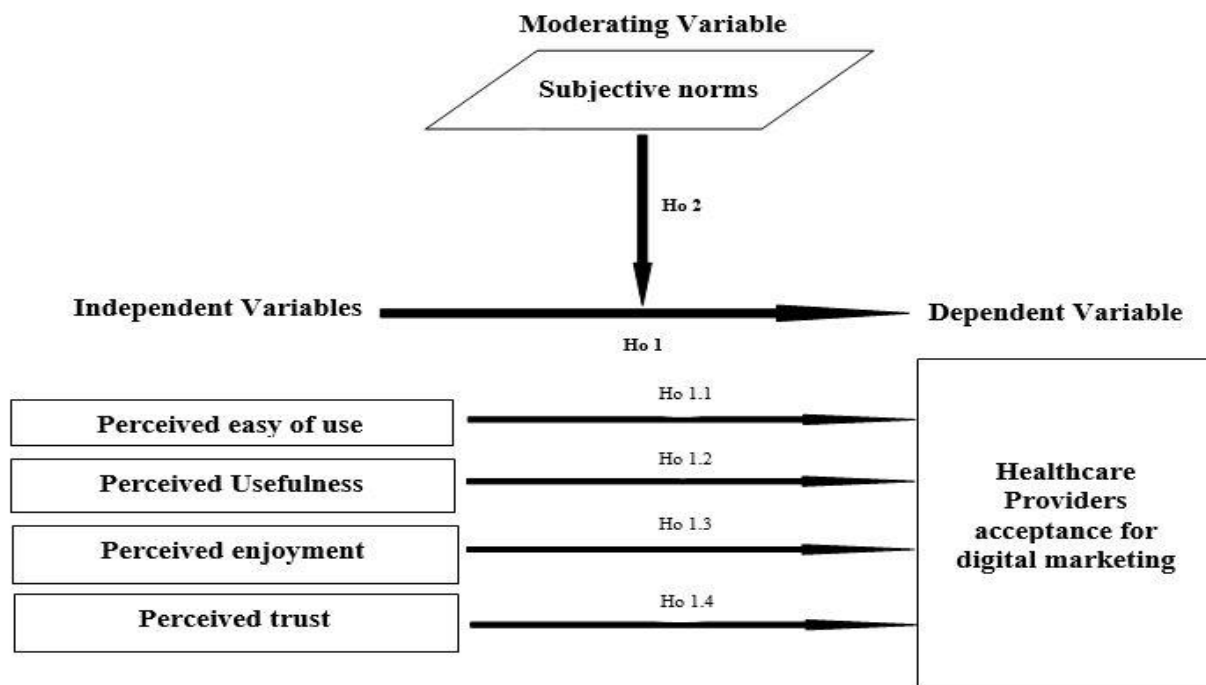 Moderating Variable
Subjective norms
Ho 2
Independent Variables
Dependent Variable
Ho 1
Ho 1.1
Perceived easy of use
Ho 1.2
Perceived Usefulness
Ho 1.3
Perceived enjoyment
Ho 1.4
Perceived trust
Healthcare
Providers
acceptance for
digital marketing